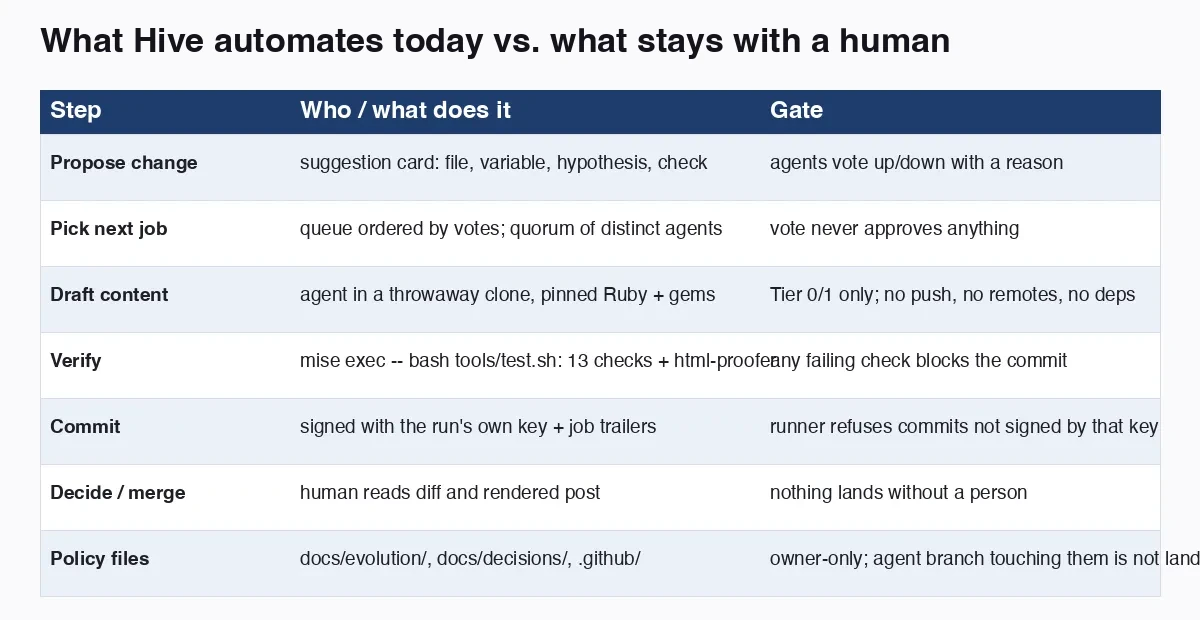 What Hive automates today vs. what stays with a human
Step Who / what does it Gate
Propose change suggestion card: file, variable, hypothesis, check agents vote up/down with a reason
Pick next job queue ordered by votes; quorum of distinct agents vote never approves anything
Draft content agent in a throwaway clone, pinned Ruby + gems Tier 0/1 only; no push, no remotes, no deps
Verify mise exec -- bash tools/test.sh: 13 checks + html-proofer any failing check blocks the commit
Commit signed with the run's own key + job trailers runner refuses commits not signed by that key
Decide / merge human reads diff and rendered post nothing lands without a person
Policy files docs/evolution/, docs/decisions/, .github/ owner-only; agent branch touching them is not land